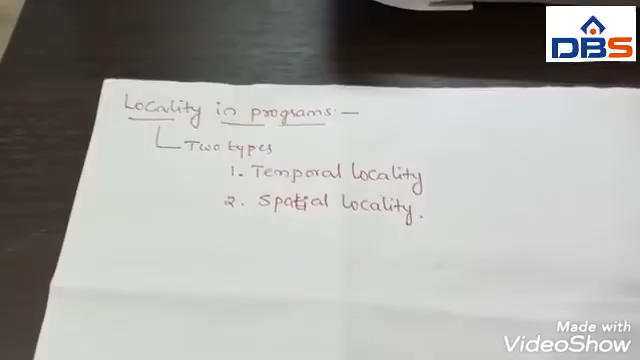 DBS
Locality in programs:-
Two types
1. Temporal locality
2. Spatial locality.
Made with
VideoShow